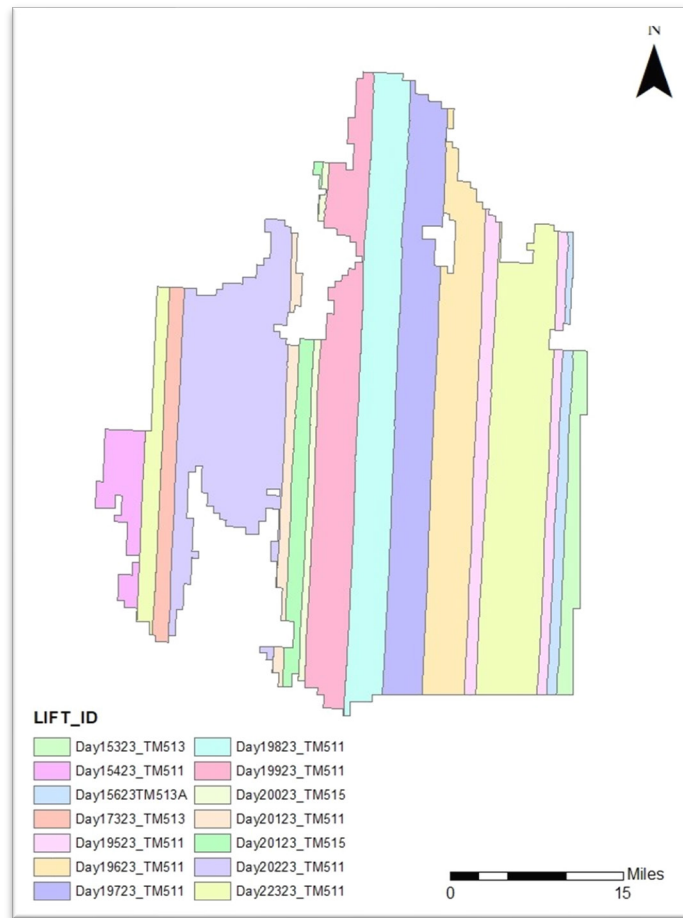 N
LIFT_ID
Day15323_TM513
Day15423_TM511
Day15623TM513A
Day17323_TM513
Day19523_TM511
Day19623_TM511
Day19723_TM511
Day19823_TM511
Day19923_TM511
Day20023_TM515
Day20123_TM511
Day20123_TM515
Day20223_TM511
Day22323_TM511
Miles
0 15